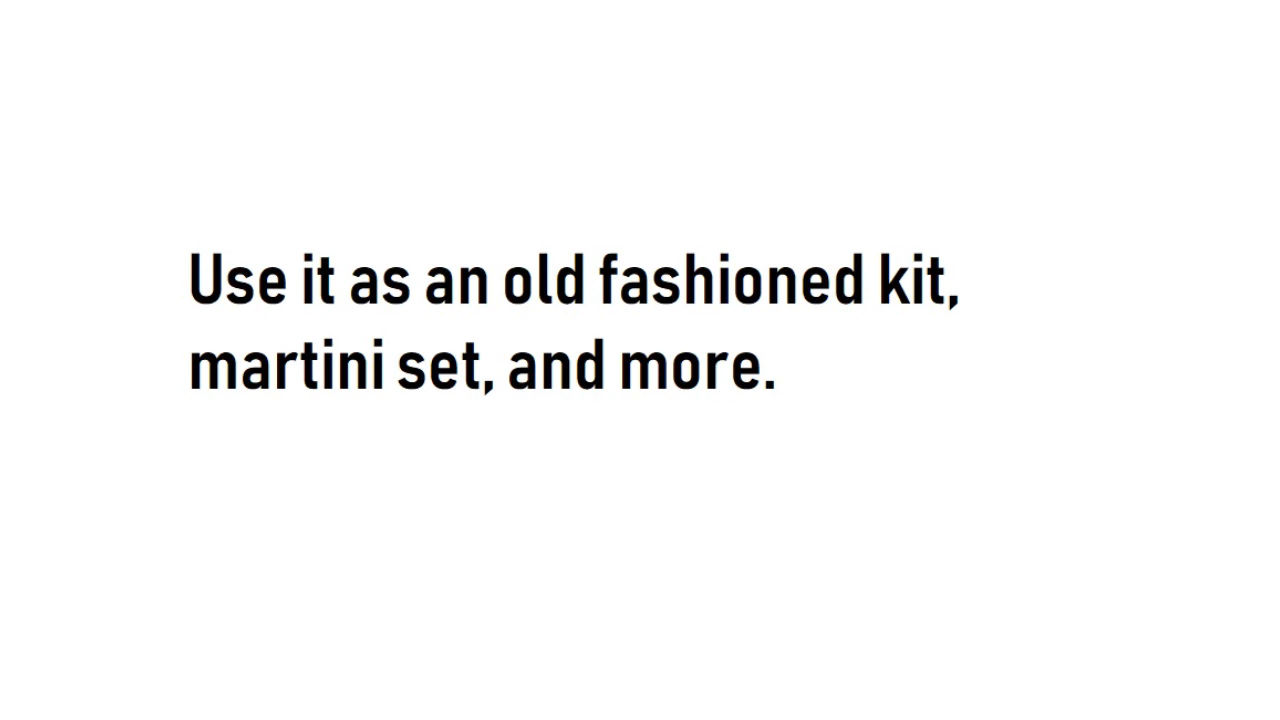 Use it as an old fashioned kit,
martini set, and more.